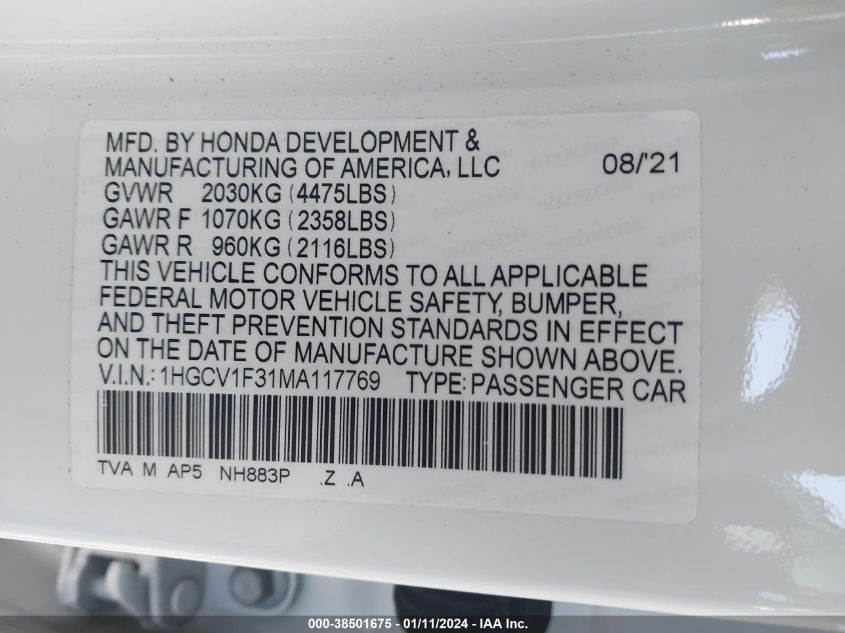 MFD. BY HONDA DEVELOPMENT &
MANUFACTURING OF AMERICA, LLC 08/'21
GVWR 2030KG (4475LBS)
GAWR F 1070KG (2358LBS)
GAWR R 960KG (2116LBS)
THIS VEHICLE CONFORMS TO ALL APPLICABLE
FEDERAL MOTOR VEHICLE SAFETY, BUMPER,
AND THEFT PREVENTION STANDARDS IN EFFECT
ON THE DATE OF MANUFACTURE SHOWN ABOVE.
V.I.N.: 1HGCV1F31MA117769 TYPE: PASSENGER CAR
TVA M AP5 NH883P .Z .A
000-38501675 - 01/11/2024 - IAA Inc.